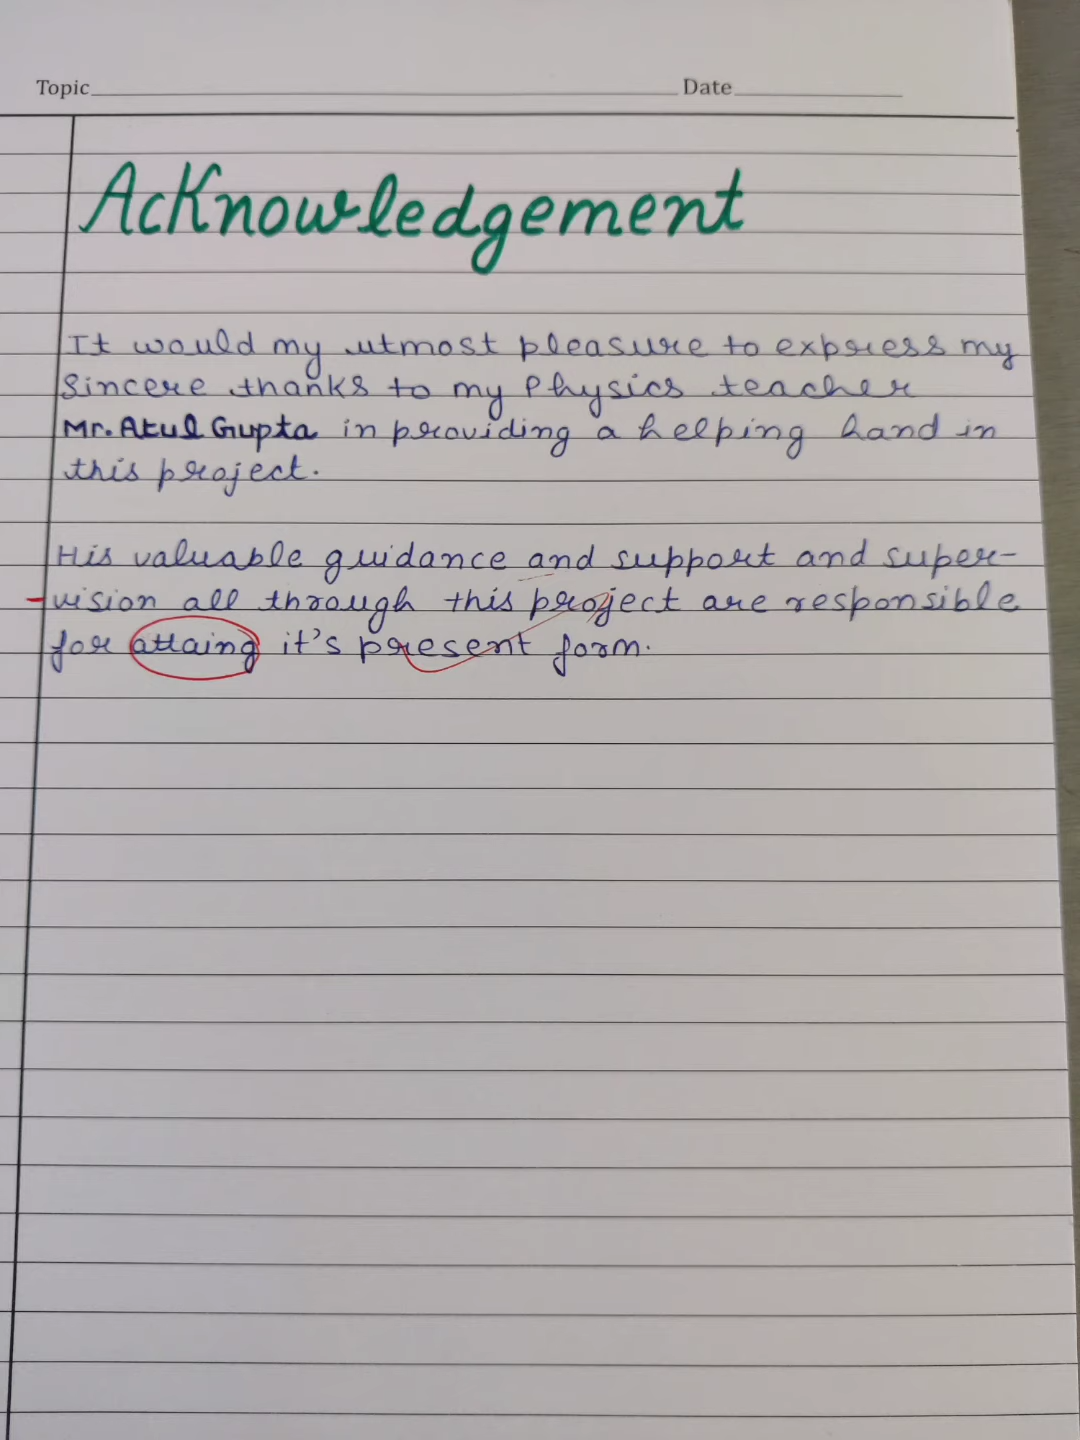 Topic Date
Acknowledgement
It would my utmost pleasure to express my
Sincere thanks to my Physics teacher
Mr. Atul Gupta in providing a helping hand in
this project.
His valuable guidance and support and super-
-vision all through this project are responsible
for attaing it's present form.